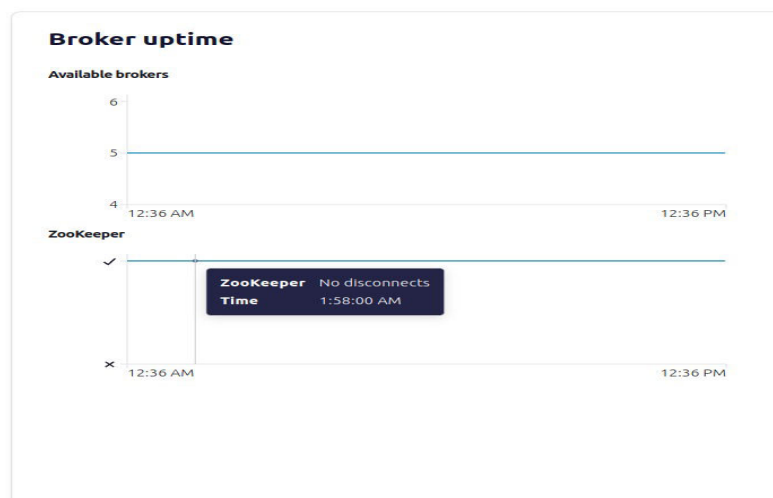 Broker uptime
Available brokers
6
5
4
12:36 AM 12:36 PM
ZooKeeper
ZooKeeper No disconnects
Time 1:58:00 AM
12:36 AM 12:36 PM